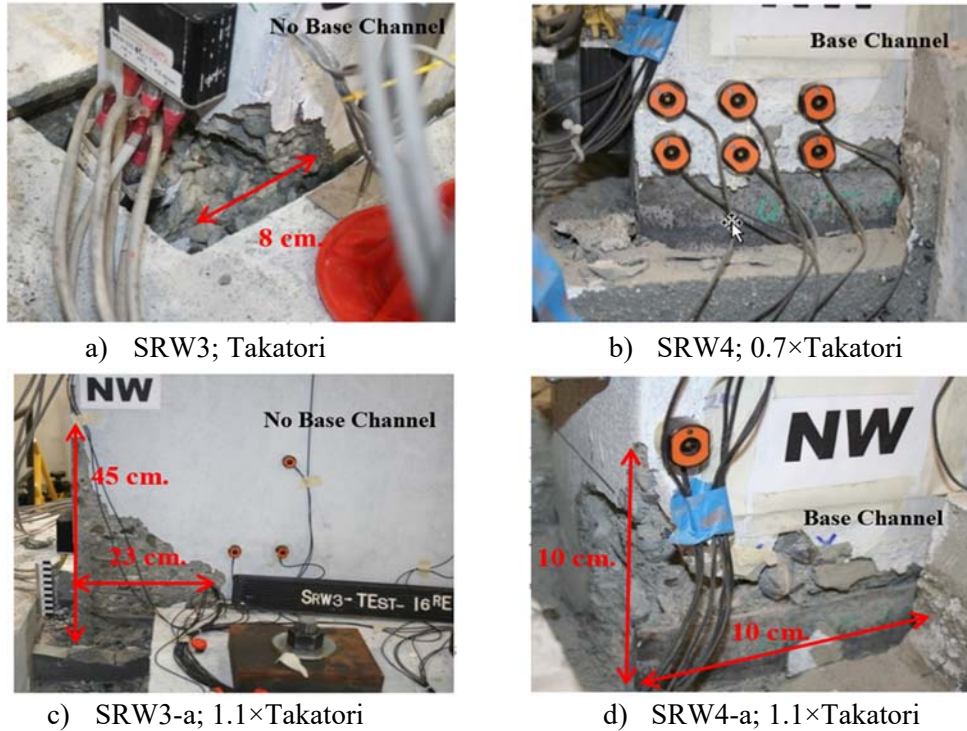 No Base Channel
8 cm.
a) SRW3; Takatori
NW
Base Channel
b) SRW4; 0.7×Takatori
NW
No Base Channel
45 cm.
23 cm.
SRW3-TEST-16RE
c) SRW3-a; 1.1×Takatori
NW
Base Channel
10 cm.
10 cm.
d) SRW4-a; 1.1×Takatori